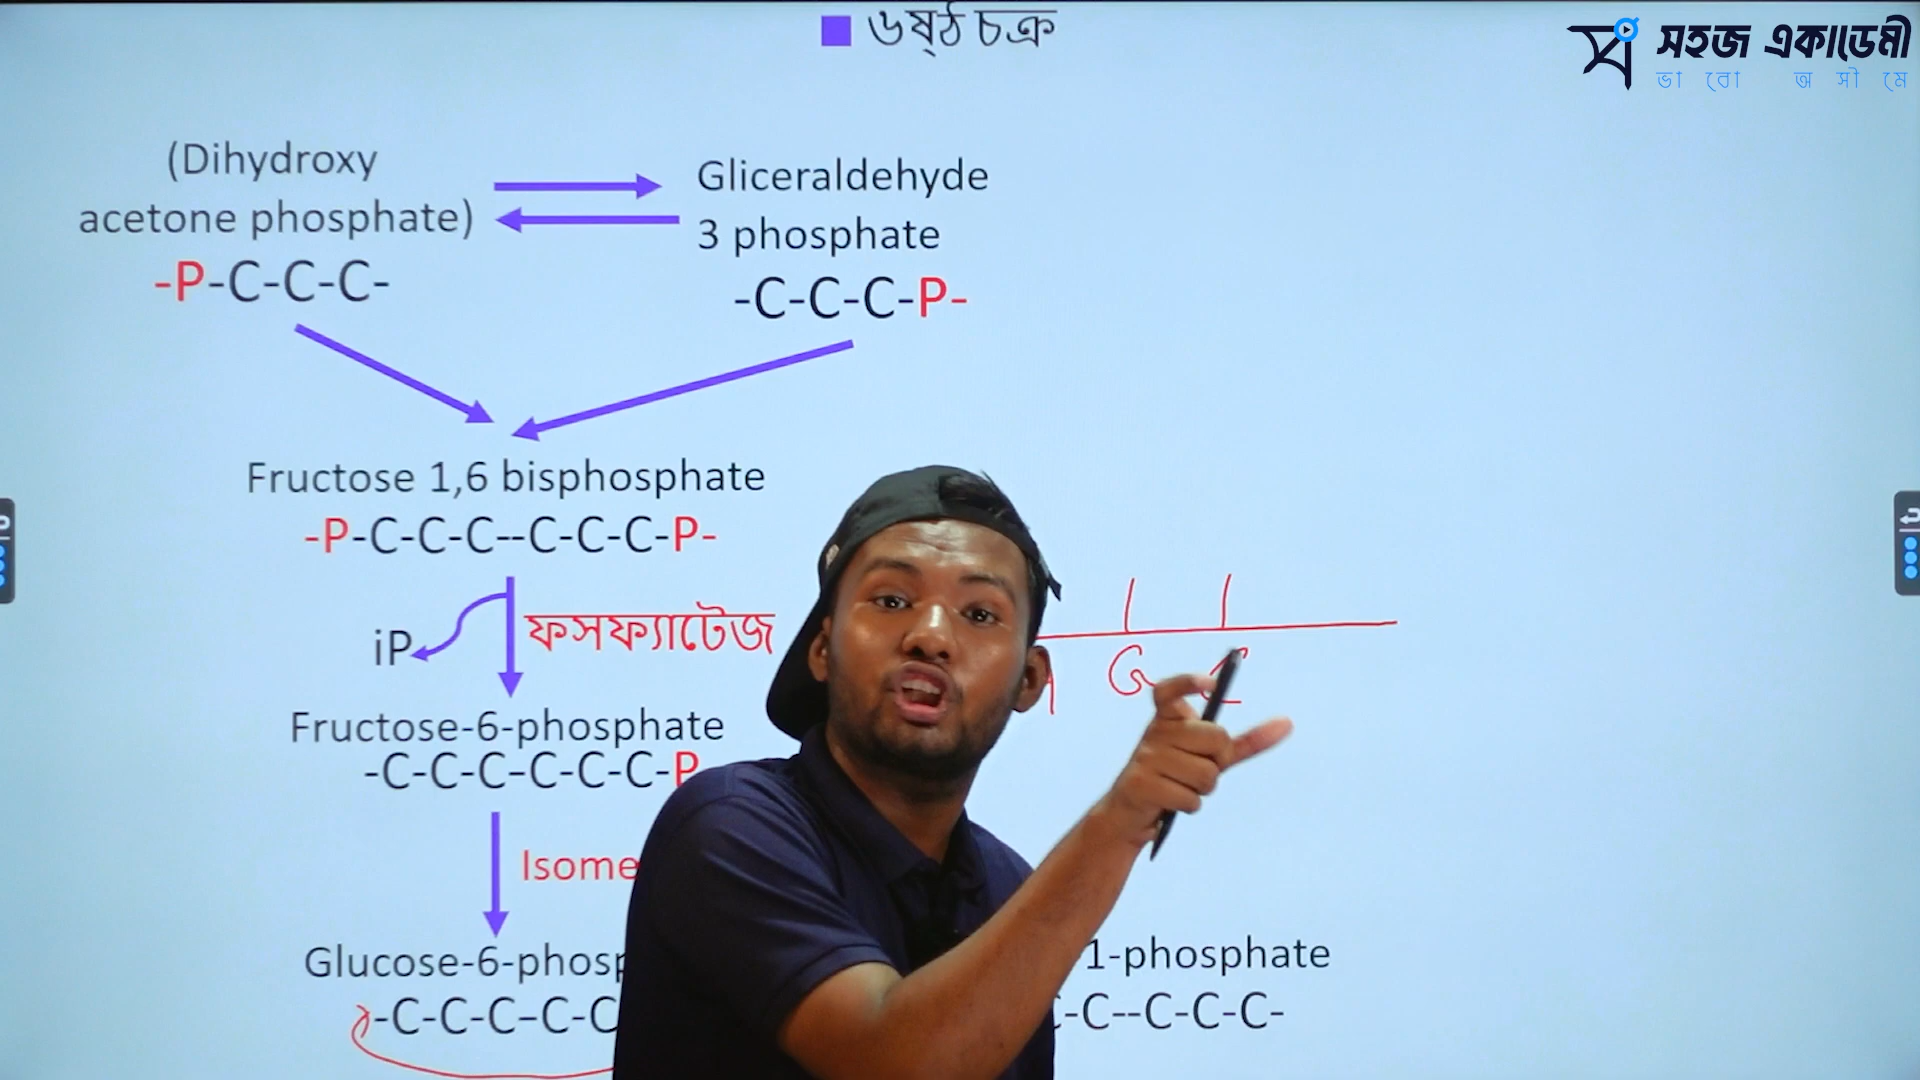 ৬ষ্ঠ চক্র
সহজ একাডেমী
ভা বো অ সী মে
(Dihydroxy
acetone phosphate)
-P-C-C-C-
Gliceraldehyde
3 phosphate
-C-C-C-P-
Fructose 1,6 bisphosphate
-P-C-C-C--C-C-C-P-
iP
ফসফ্যাটেজ
Fructose-6-phosphate
-C-C-C-C-C-C-P
G
Isome
Glucose-6-phosp
-C-C-C-C-C
1-phosphate
-C--C-C-C-